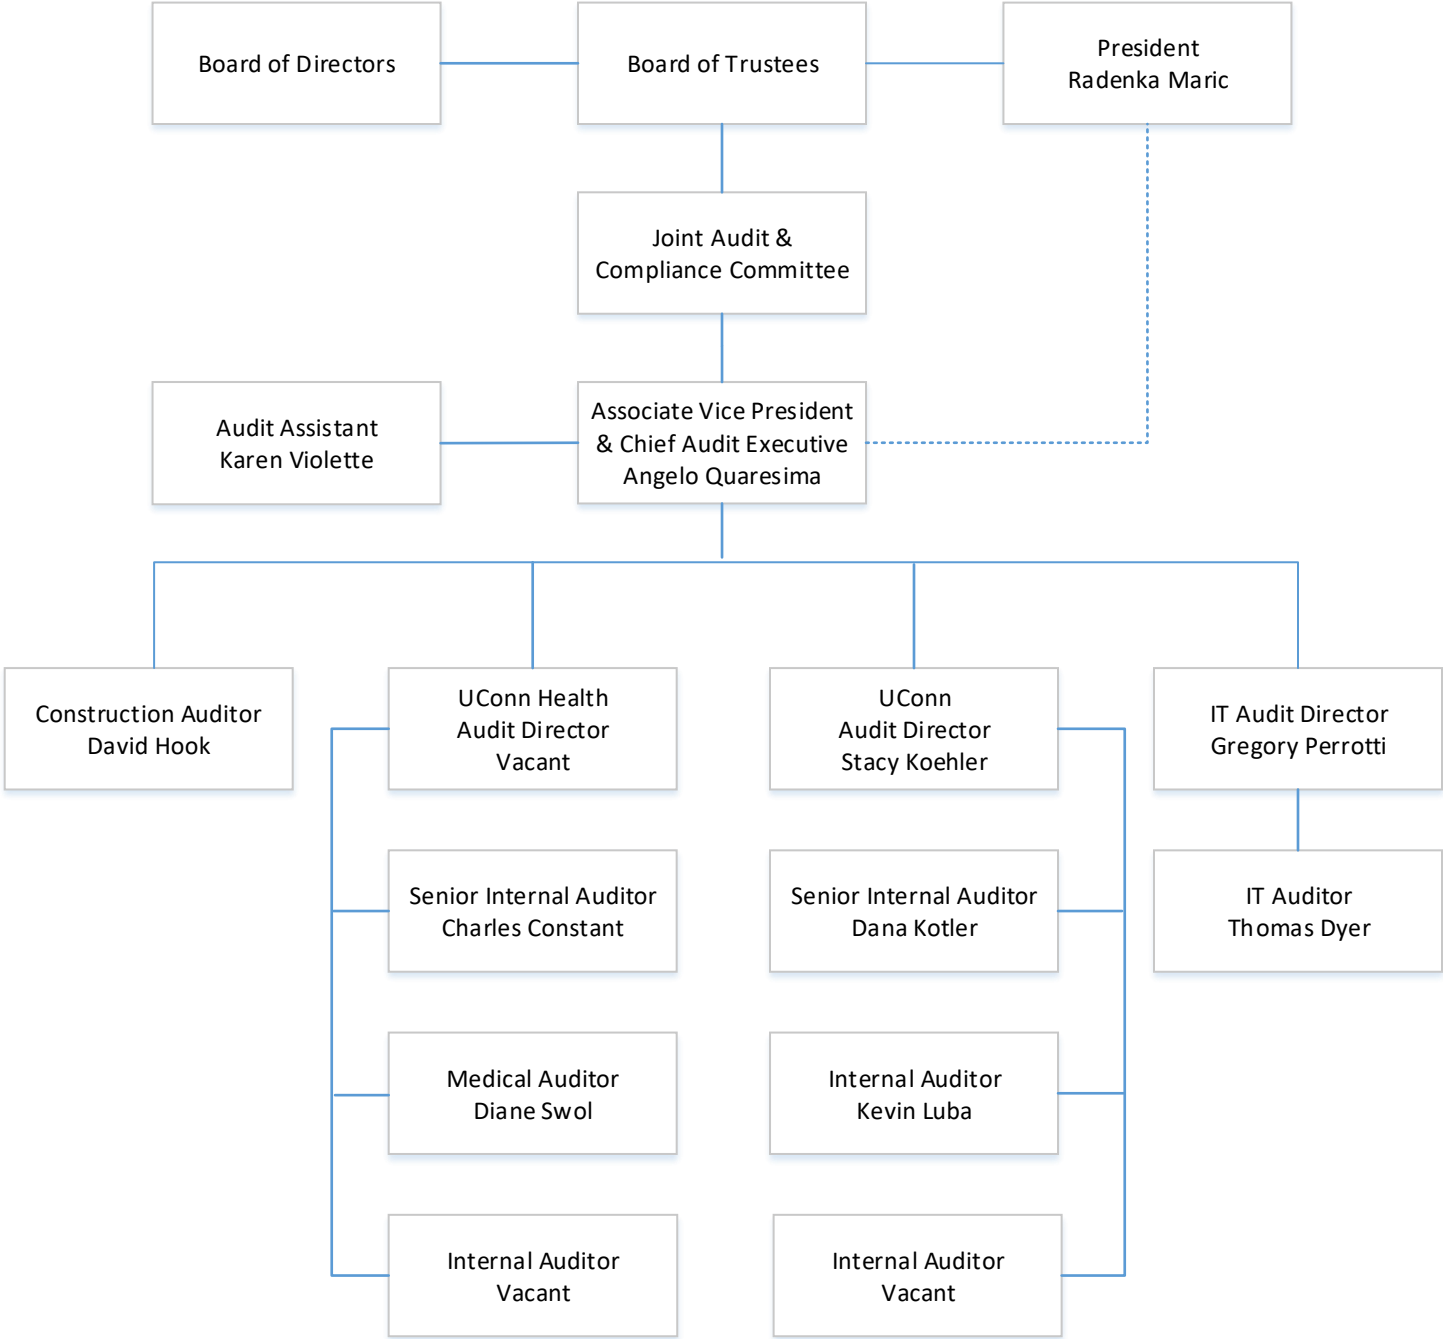 Board of Directors
Board of Trustees
President
Radenka Maric
Joint Audit &
Compliance Committee
Audit Assistant
Karen Violette
Associate Vice President
& Chief Audit Executive
Angelo Quaresima
Construction Auditor
David Hook
UConn Health
Audit Director
Vacant
UConn
Audit Director
Stacy Koehler
IT Audit Director
Gregory Perrotti
Senior Internal Auditor
Charles Constant
Senior Internal Auditor
Dana Kotler
IT Auditor
Thomas Dyer
Medical Auditor
Diane Swol
Internal Auditor
Kevin Luba
Internal Auditor
Vacant
Internal Auditor
Vacant